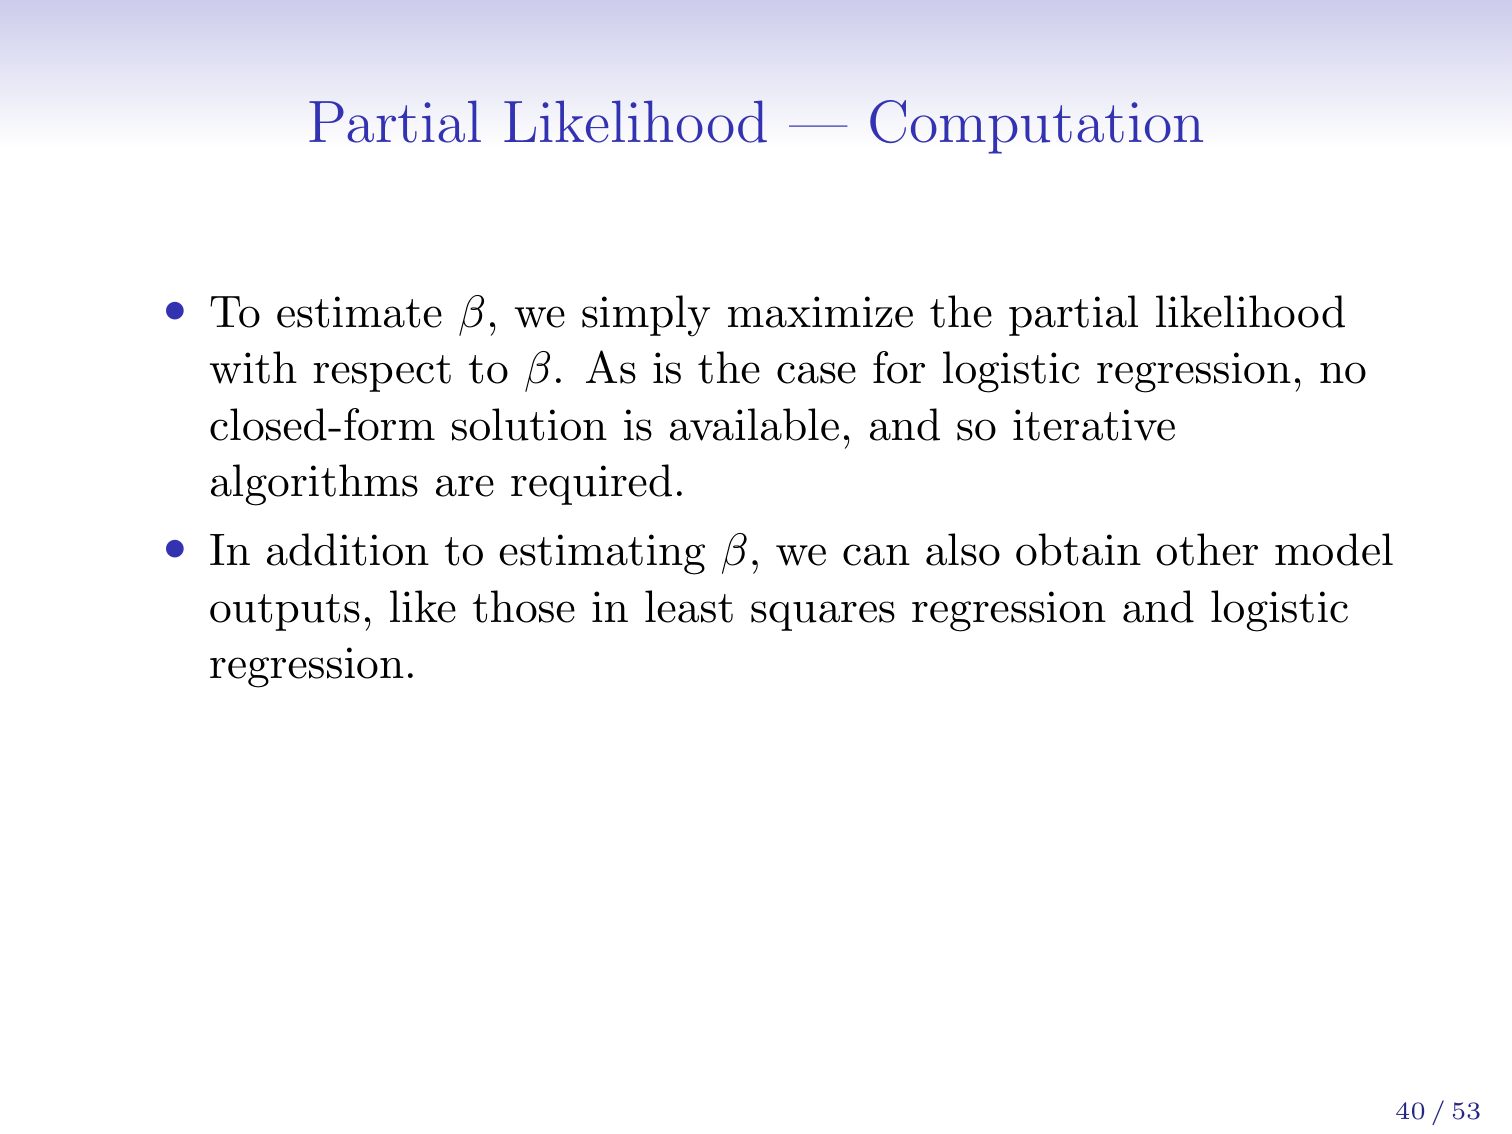 Partial Likelihood — Computation
• To estimate β, we simply maximize the partial likelihood
with respect to β. As is the case for logistic regression, no
closed-form solution is available, and so iterative
algorithms are required.
• In addition to estimating β, we can also obtain other model
outputs, like those in least squares regression and logistic
regression.
40 / 53